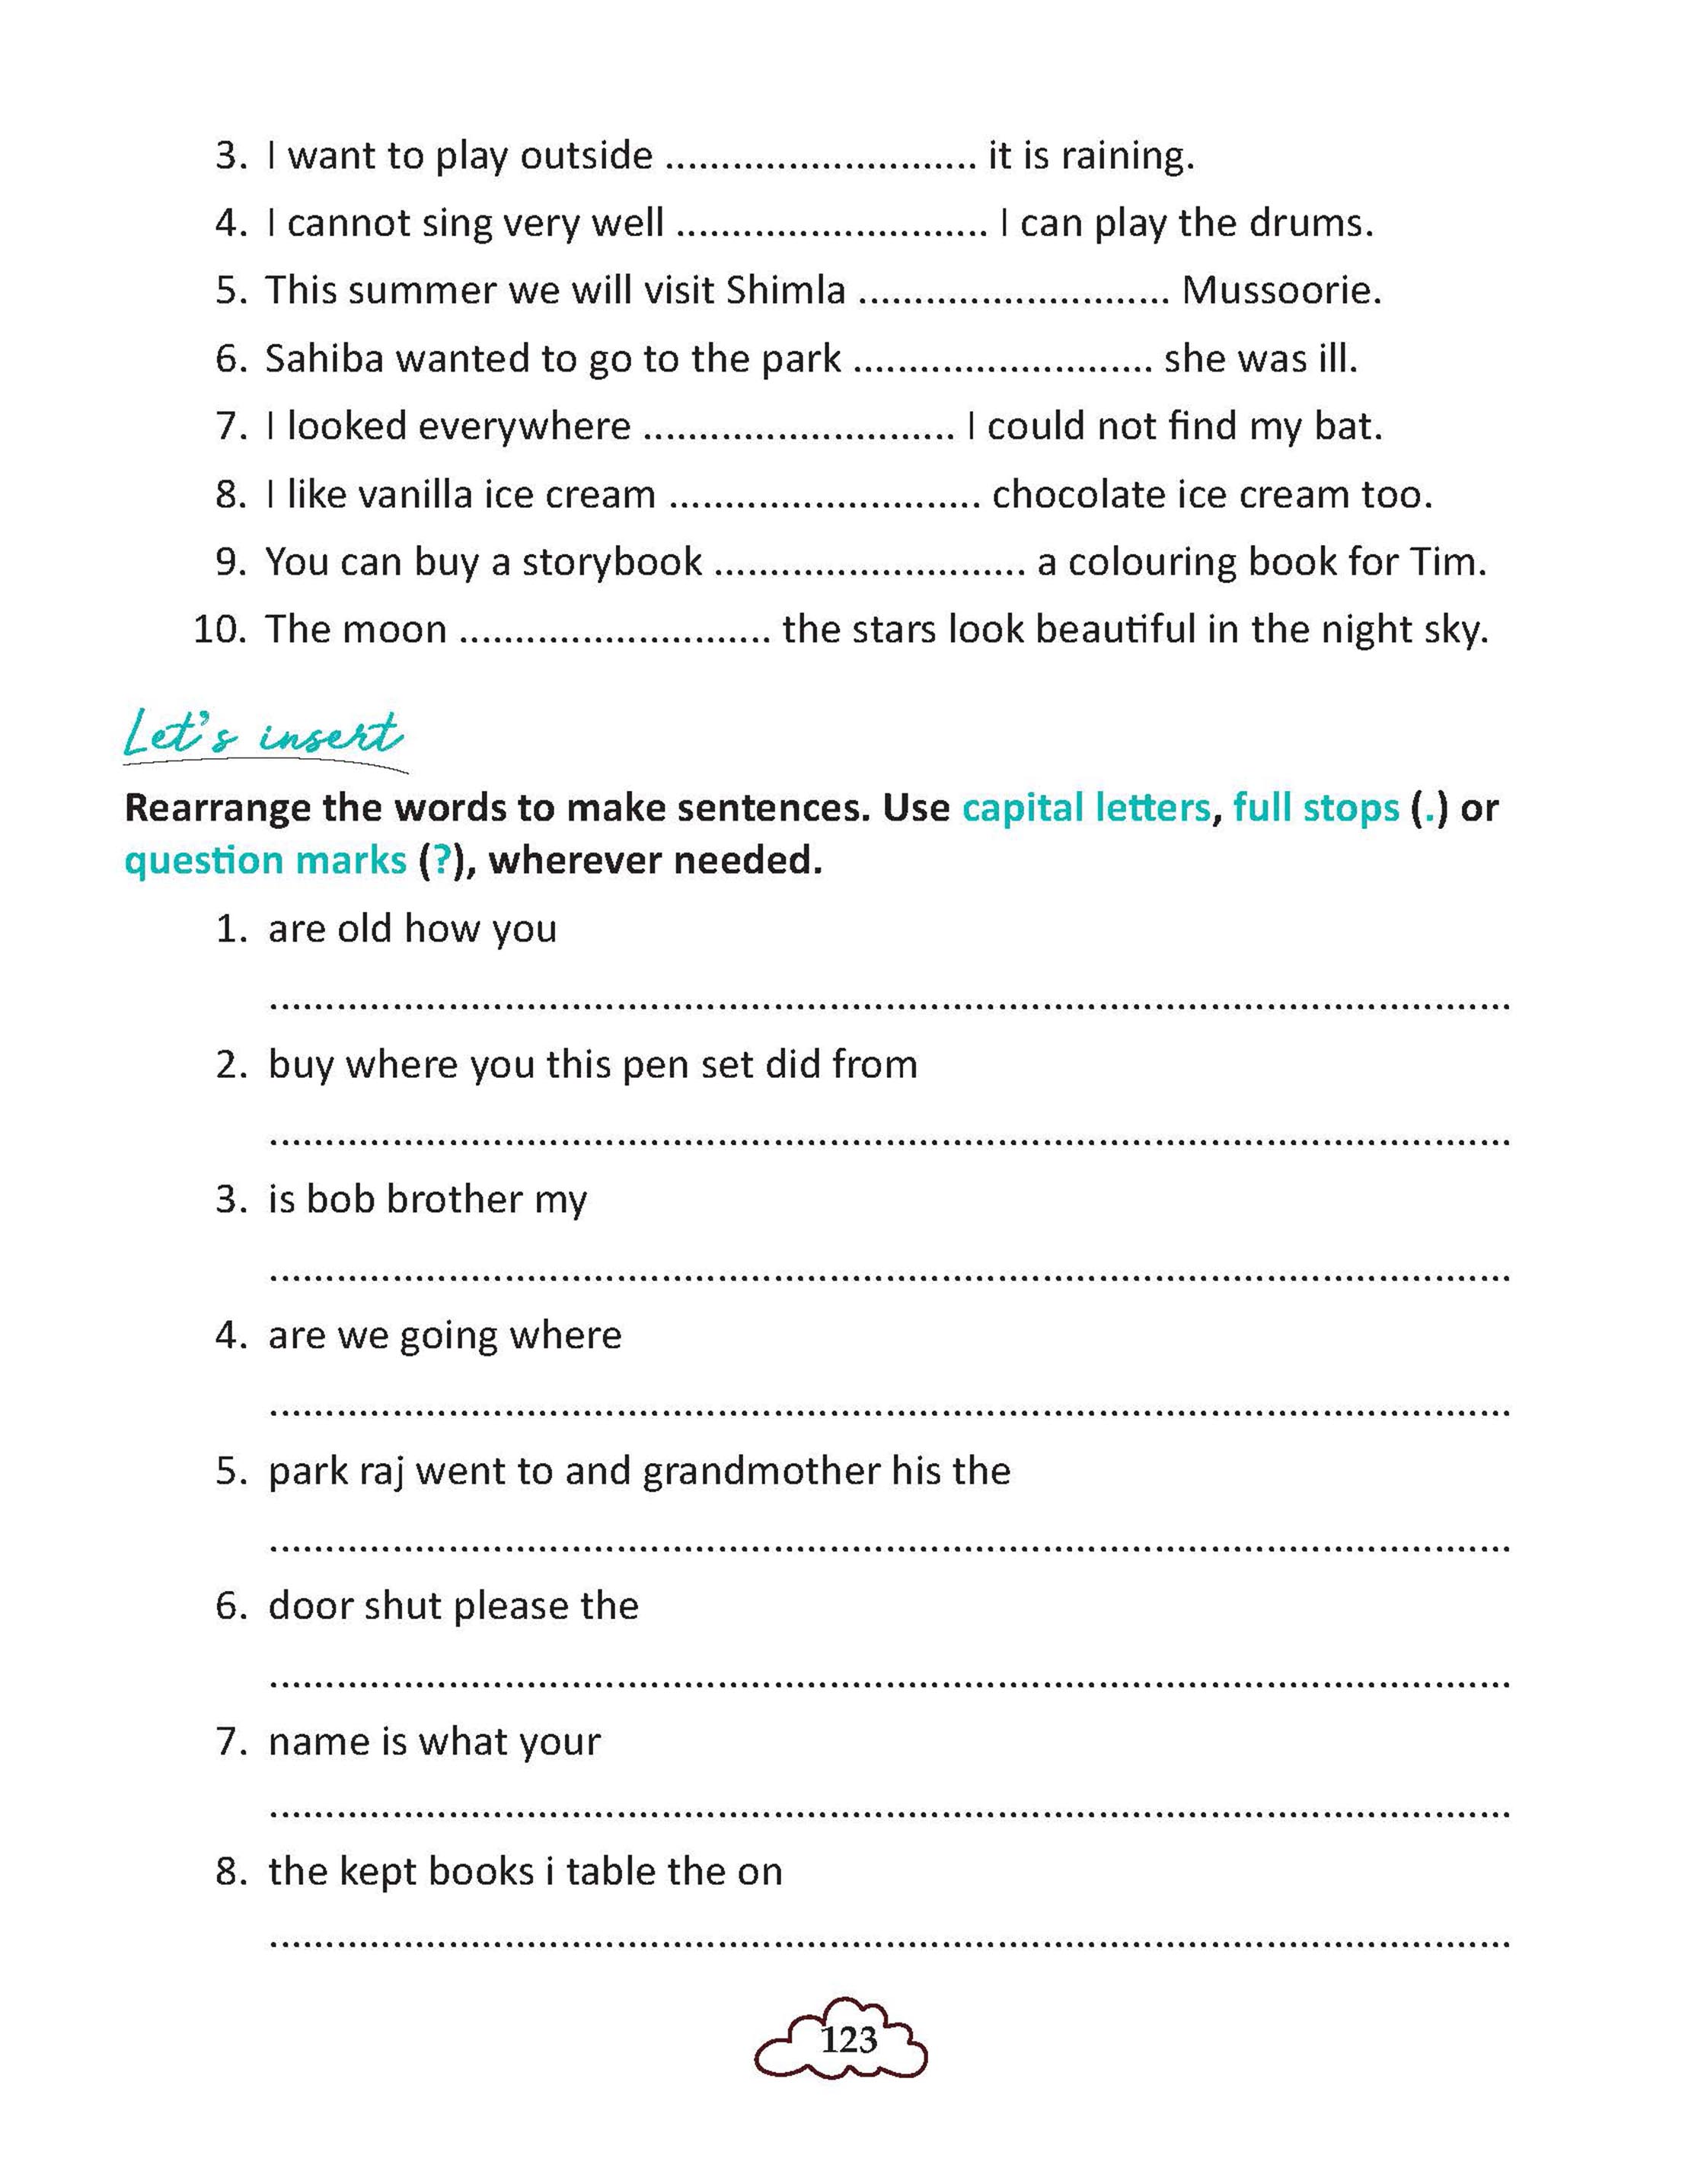 3. I want to play outside ............................ it is raining.
4. I cannot sing very well ............................ I can play the drums.
5. This summer we will visit Shimla ............................ Mussoorie.
6. Sahiba wanted to go to the park ........................... she was ill.
7. I looked everywhere ............................ I could not find my bat.
8. I like vanilla ice cream ............................ chocolate ice cream too.
9. You can buy a storybook ............................ a colouring book for Tim.
10. The moon ............................ the stars look beautiful in the night sky.
Let's insert
Rearrange the words to make sentences. Use capital letters, full stops (.) or
question marks (?), wherever needed.
1. are old how you
..............................................................................................................
2. buy where you this pen set did from
..............................................................................................................
3. is bob brother my
..............................................................................................................
4. are we going where
..............................................................................................................
5. park raj went to and grandmother his the
..............................................................................................................
6. door shut please the
..............................................................................................................
7. name is what your
..............................................................................................................
8. the kept books i table the on
..............................................................................................................
123